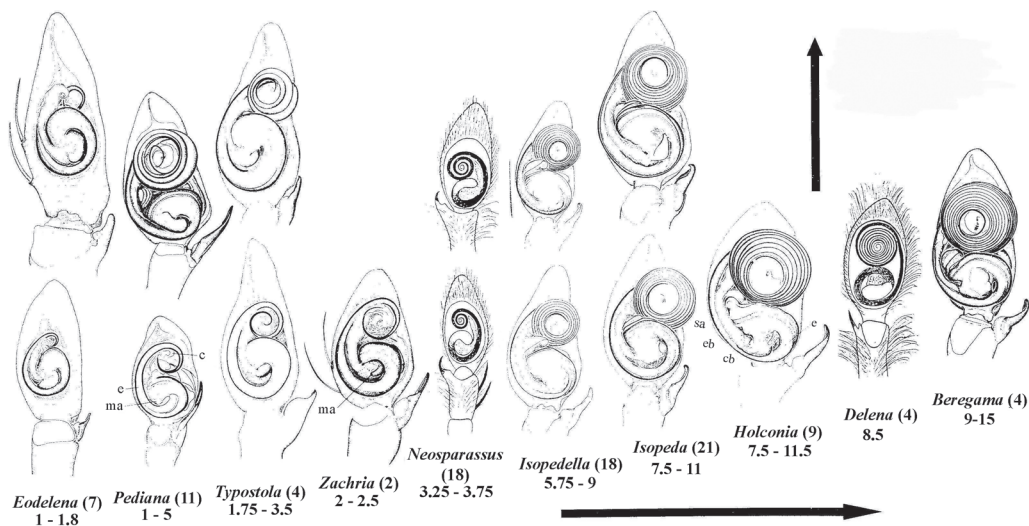 c
e
ma
ma
sa
eb
cb
e
Eodelena (7)
1 - 1.8
Pediana (11)
1 - 5
Typostola (4)
1.75 - 3.5
Zachria (2)
2 - 2.5
Neosparassus
(18)
3.25 - 3.75
Isopedella (18)
5.75 - 9
Isopeda (21)
7.5 - 11
Holconia (9)
7.5 - 11.5
Delena (4)
8.5
Beregama (4)
9-15